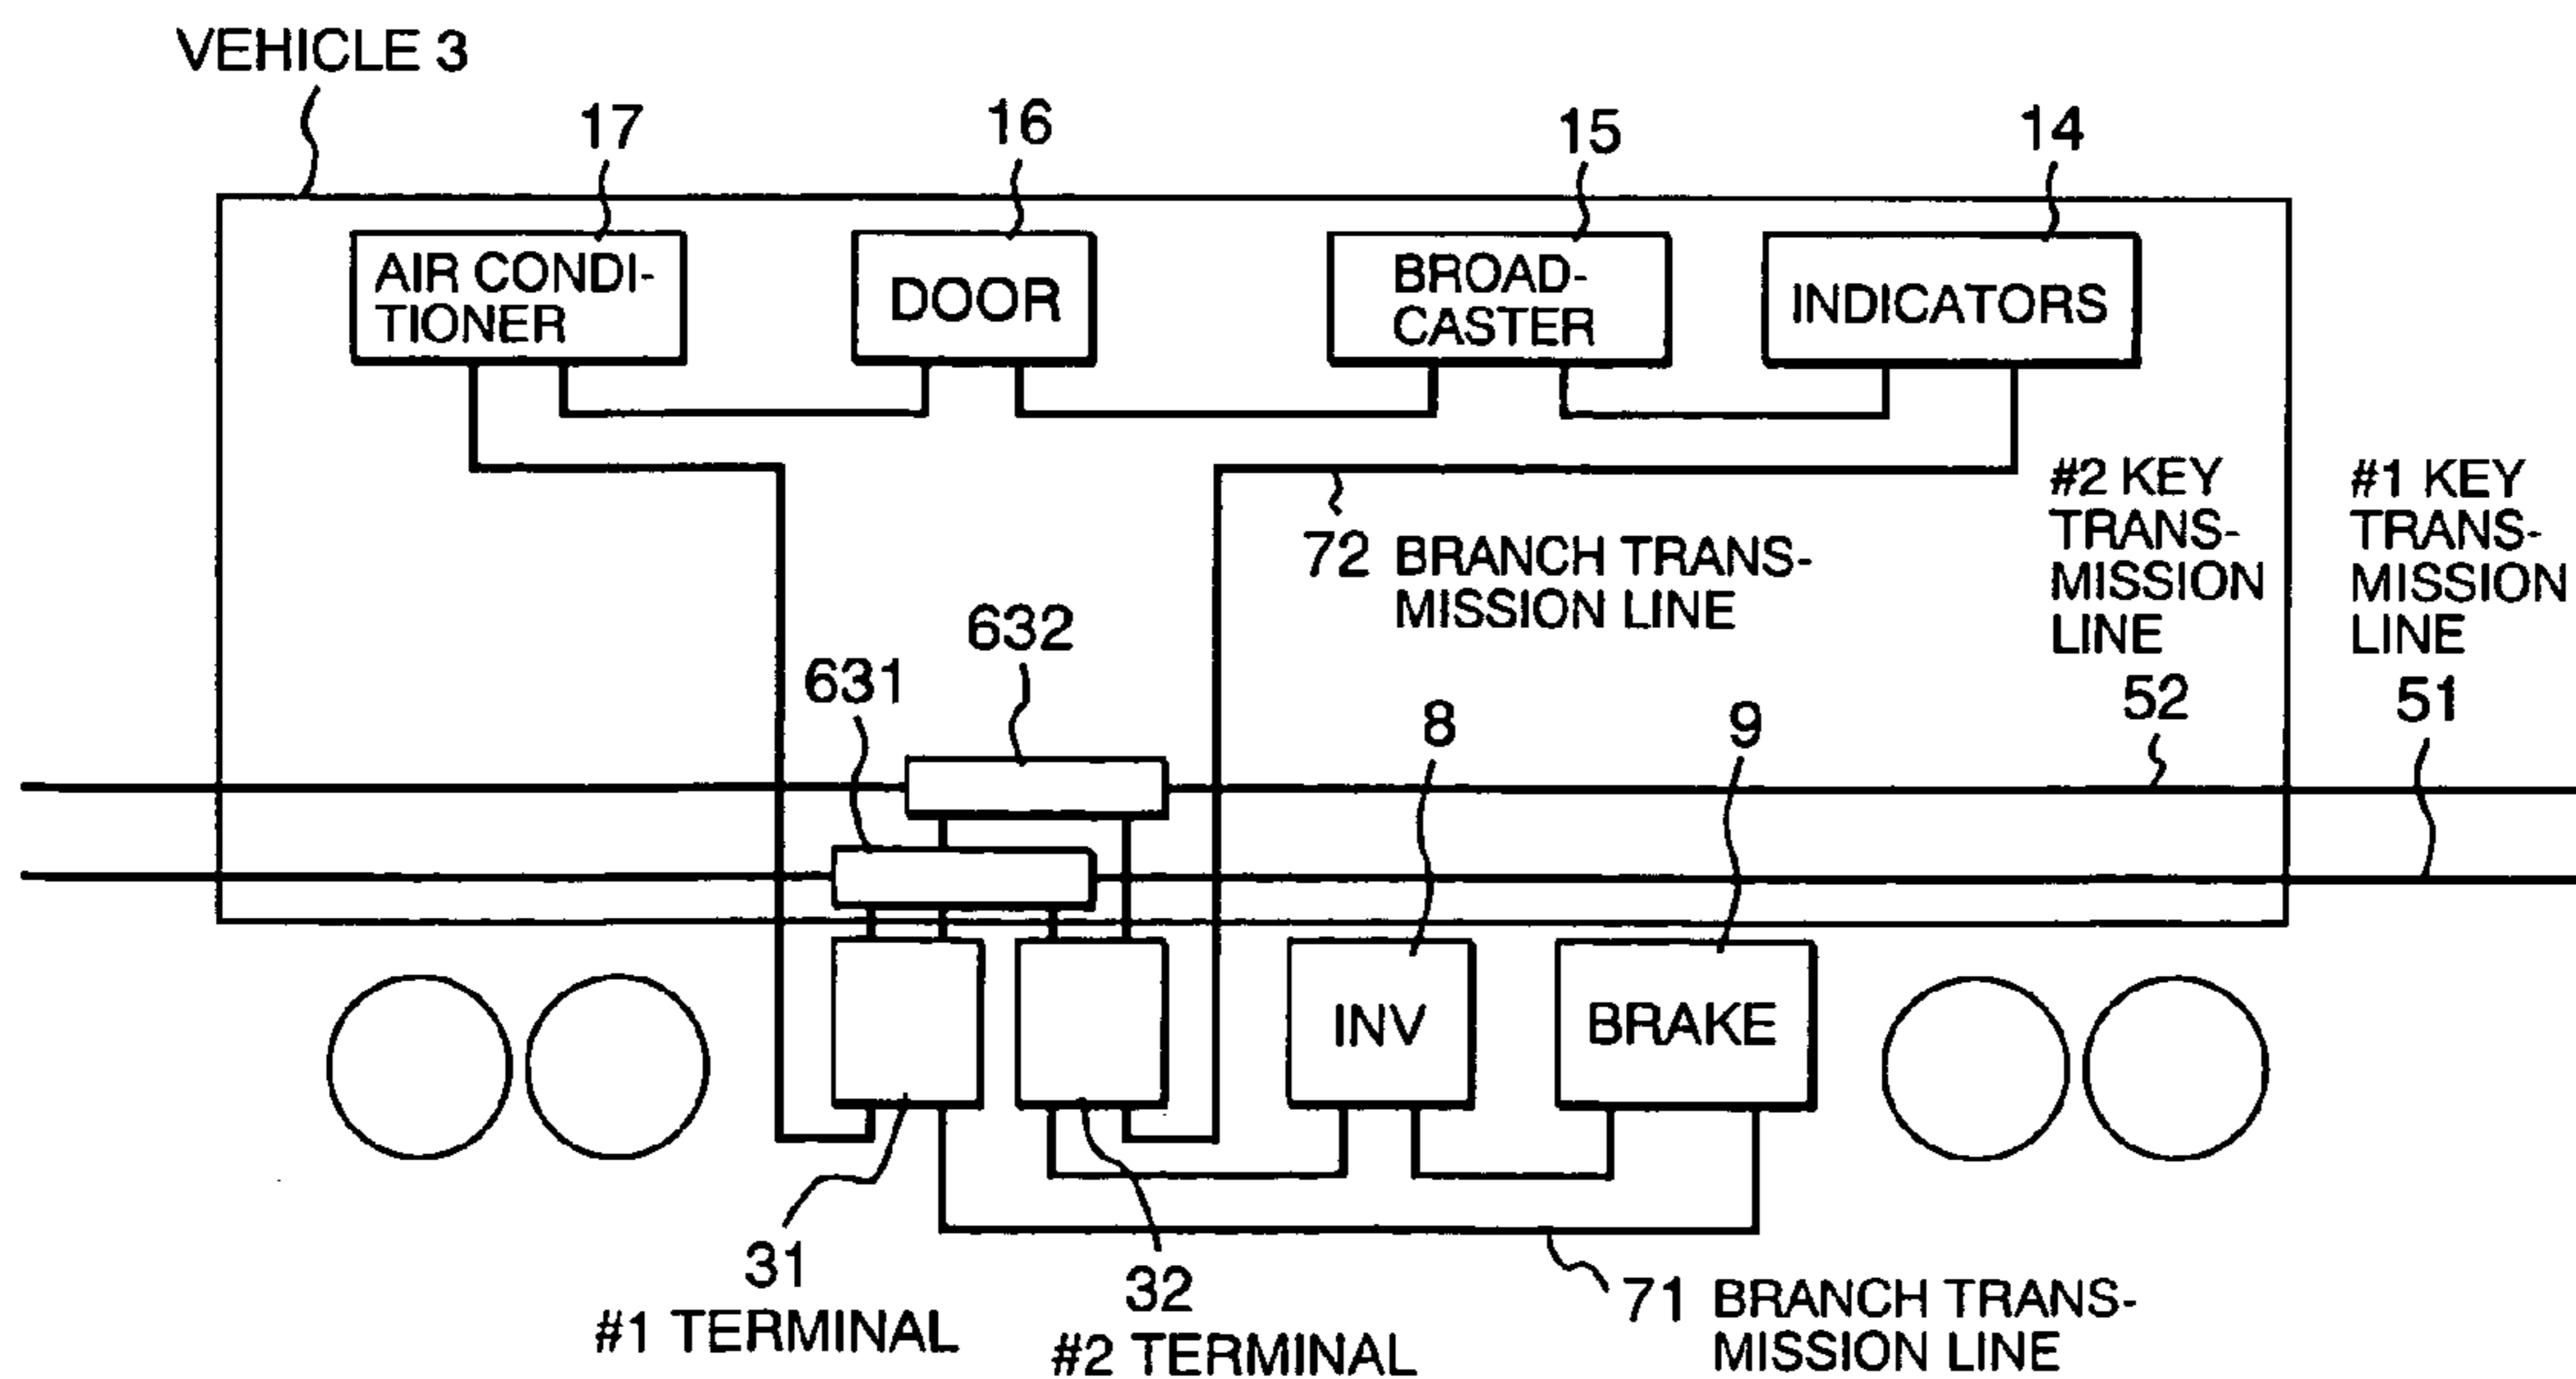 VEHICLE 3
17
16
15
14
AIR CONDI-
TIONER
DOOR
BROAD-
CASTER
INDICATORS
#2 KEY
TRANS-
MISSION
LINE
52
#1 KEY
TRANS-
MISSION
LINE
51
72 BRANCH TRANS-
MISSION LINE
632
631
8
9
INV
BRAKE
31
#1 TERMINAL
32
#2 TERMINAL
71 BRANCH TRANS-
MISSION LINE